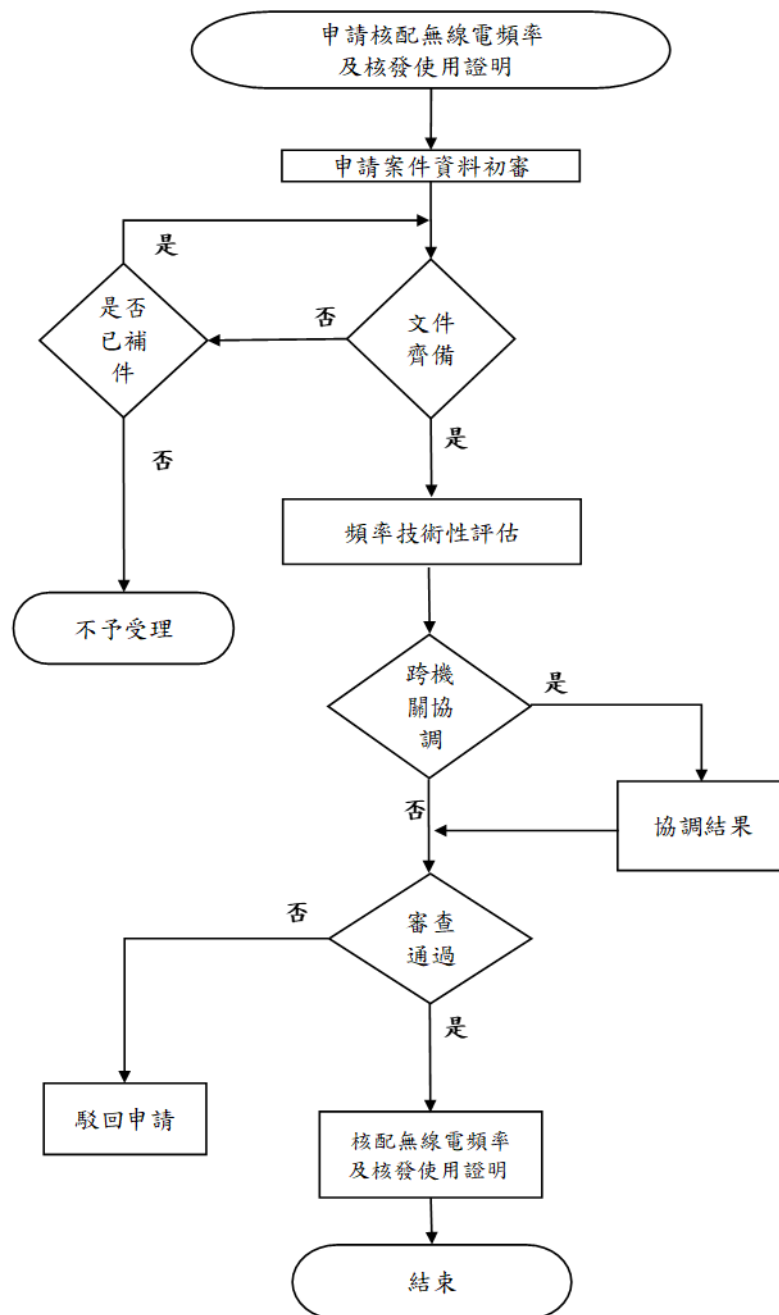 申請核配無線電頻率
及核發使用證明
申請案件資料初審
是
是否
已補
件
否
文件
齊備
否
是
頻率技術性評估
不予受理
跨機
關協
調
是
否
協調結果
否
審查
通過
是
駁回申請
核配無線電頻率
及核發使用證明
結束